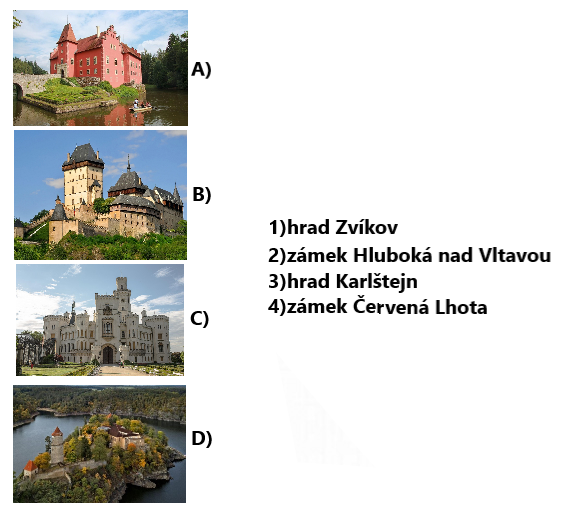 A)
B)
C)
D)
1)hrad Zvíkov
2)zámek Hluboká nad Vltavou
3)hrad Karlštejn
4)zámek Červená Lhota